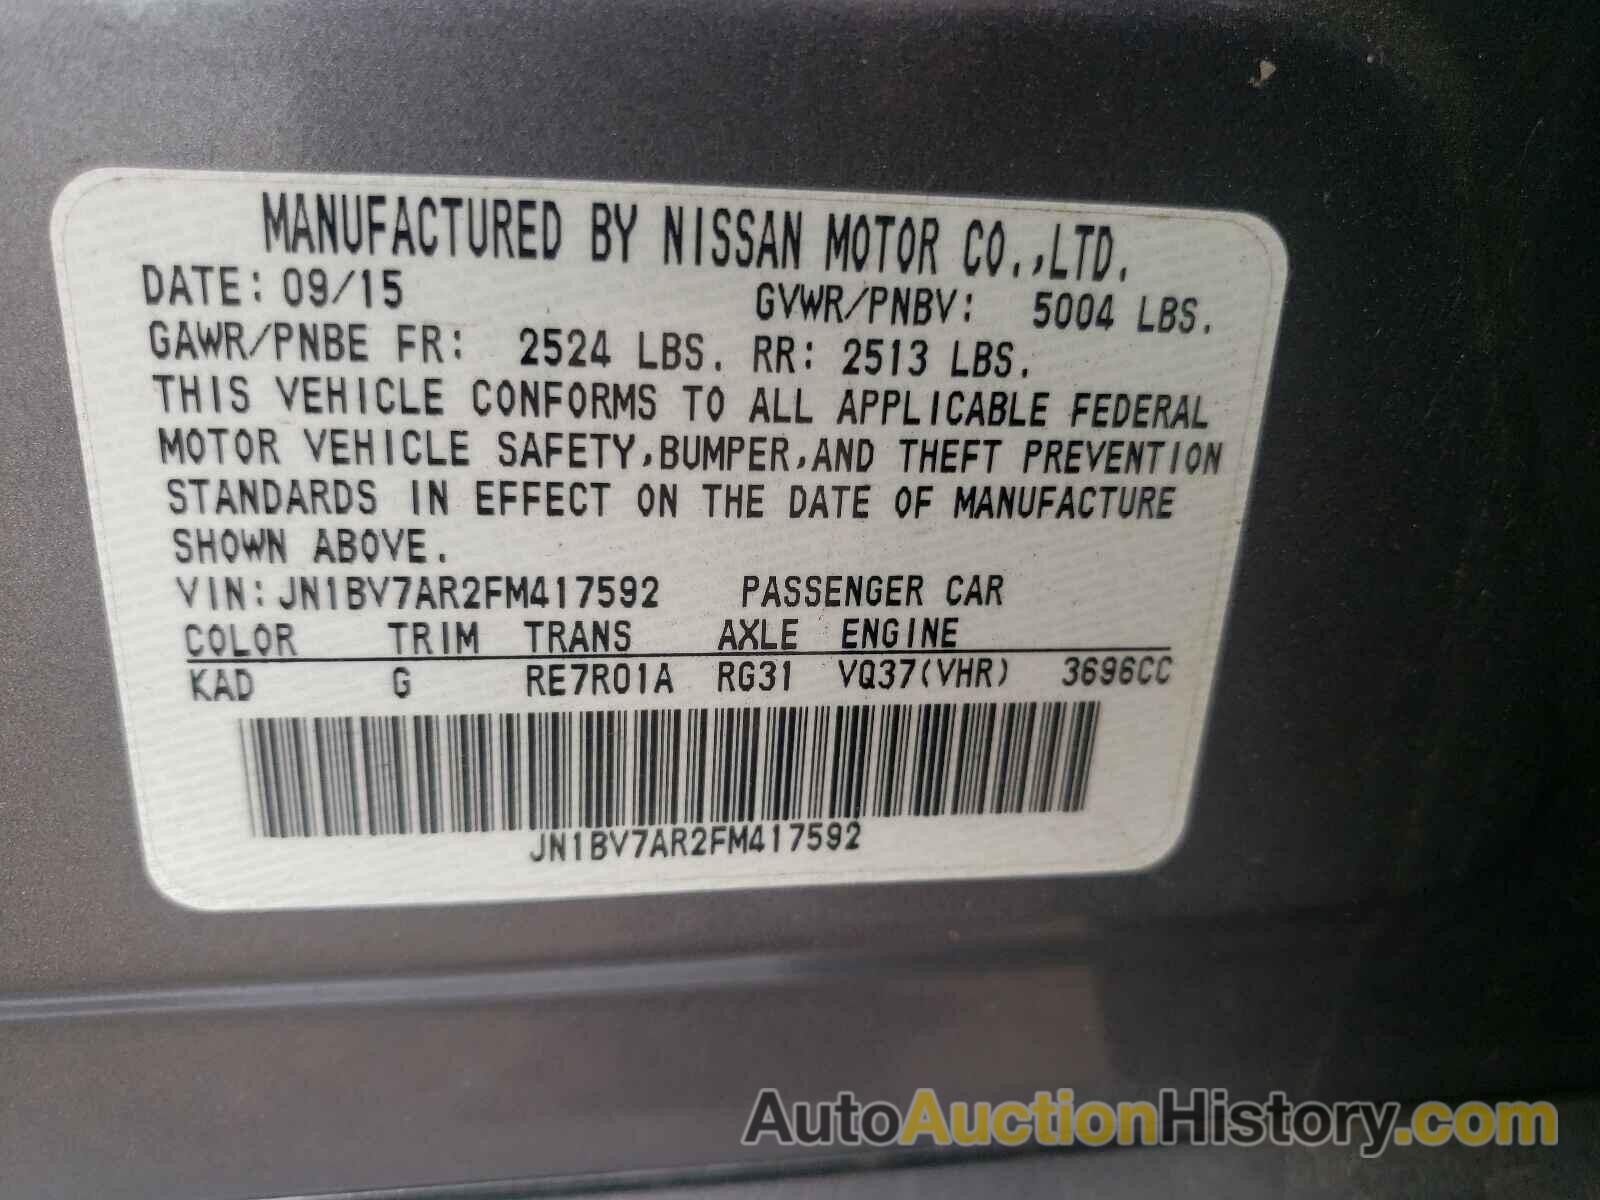 MANUFACTURED BY NISSAN MOTOR CO.,LTD.
DATE: 09/15 GVWR/PNBV: 5004 LBS.
GAWR/PNBE FR: 2524 LBS. RR: 2513 LBS.
THIS VEHICLE CONFORMS TO ALL APPLICABLE FEDERAL
MOTOR VEHICLE SAFETY,BUMPER,AND THEFT PREVENTION
STANDARDS IN EFFECT ON THE DATE OF MANUFACTURE
SHOWN ABOVE.
VIN:JN1BV7AR2FM417592 PASSENGER CAR
COLOR TRIM TRANS AXLE ENGINE
KAD G RE7R01A RG31 VQ37(VHR) 3696CC
JN1BV7AR2FM417592
AutoAuctionHistory.com